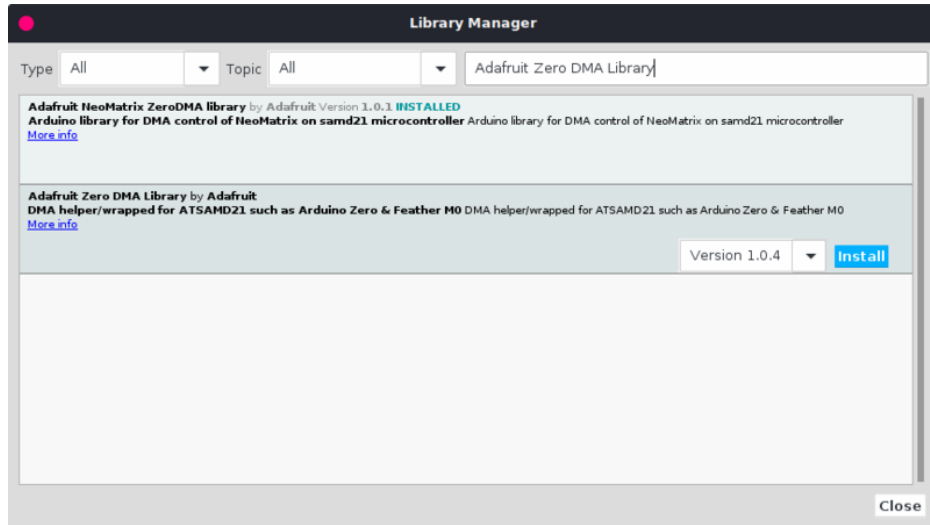 Library Manager
Type All Topic All Adafruit Zero DMA Library
Adafruit NeoMatrix ZeroDMA library by Adafruit Version 1.0.1 INSTALLED
Arduino library for DMA control of NeoMatrix on samd21 microcontroller Arduino library for DMA control of NeoMatrix on samd21 microcontroller
More info
Adafruit Zero DMA Library by Adafruit
DMA helper/wrapped for ATSAMD21 such as Arduino Zero & Feather M0 DMA helper/wrapped for ATSAMD21 such as Arduino Zero & Feather M0
More info
Version 1.0.4 Install
Close